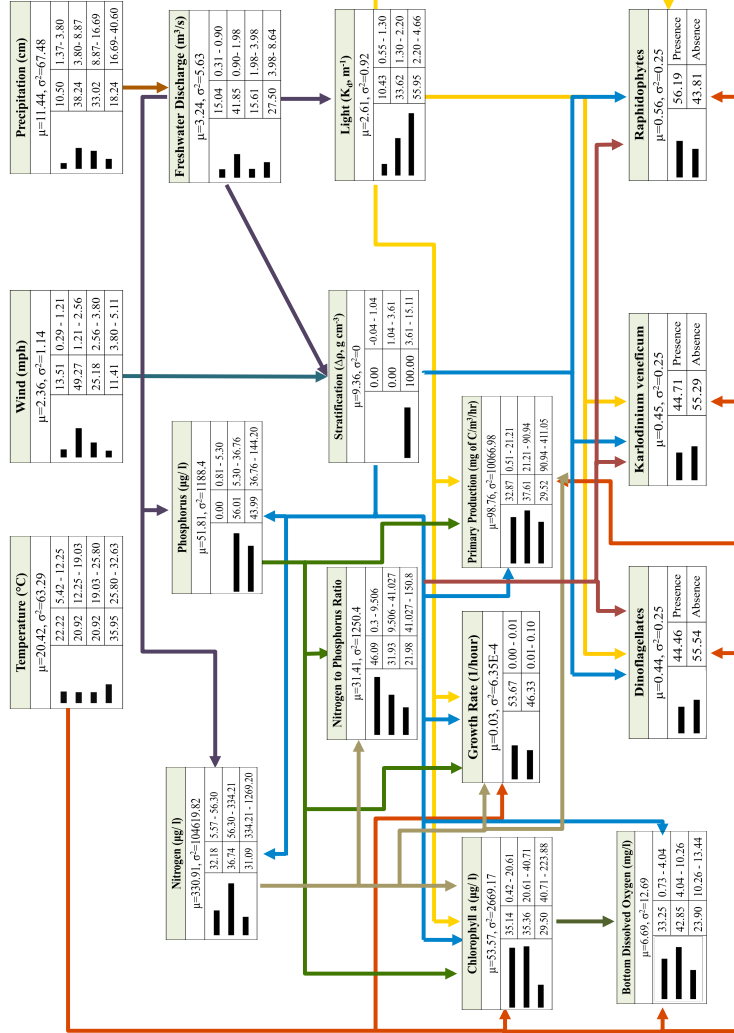 Temperature (°C)
μ=20.42, σ²=63.29
22.22 5.42 - 12.25
20.92 12.25 - 19.03
20.92 19.03 - 25.80
35.95 25.80 - 32.63
Wind (mph)
μ=2.36, σ²=1.14
13.51 0.29 - 1.21
49.27 1.21 - 2.56
25.18 2.56 - 3.80
11.41 3.80 - 5.11
Precipitation (cm)
μ=11.44, σ²=67.48
10.50 1.37- 3.80
38.24 3.80- 8.87
33.02 8.87- 16.69
18.24 16.69- 40.60
Nitrogen (μg/ l)
μ=330.91, σ²=104619.82
32.18 5.57 - 56.30
36.74 56.30 - 334.21
31.09 334.21 - 1269.20
Phosphorus (μg/ l)
μ=51.81, σ²=1188.4
0.00 0.81 - 5.30
56.01 5.30 - 36.76
43.99 36.76 - 144.20
Freshwater Discharge (m³/s)
μ=3.24, σ²=5.63
15.04 0.31 - 0.90
41.85 0.90- 1.98
15.61 1.98- 3.98
27.50 3.98- 8.64
Nitrogen to Phosphorus Ratio
μ=31.41, σ²=1250.4
46.09 0.3 - 9.506
31.93 9.506 - 41.027
21.98 41.027 - 150.8
Stratification (Δρ, g cm⁻³)
μ=9.36, σ²=0
0.00 -0.04 - 1.04
0.00 1.04 - 3.61
100.00 3.61 - 15.11
Light (Kd, m⁻¹)
μ=2.61, σ²=0.92
10.43 0.55 - 1.30
33.62 1.30 - 2.20
55.95 2.20 - 4.66
Chlorophyll a (μg/ l)
μ=53.57, σ²=2669.17
35.14 0.42 - 20.61
35.36 20.61 - 40.71
29.50 40.71 - 223.88
Growth Rate (1/hour)
μ=0.03, σ²=6.35E-4
53.67 0.00 - 0.01
46.33 0.01- 0.10
Primary Production (mg of C/m³/hr)
μ=98.76, σ²=10066.98
32.87 0.51 - 21.21
37.61 21.21 - 90.94
29.52 90.94 - 411.05
Bottom Dissolved Oxygen (mg/l)
μ=6.69, σ²=12.69
33.25 0.73 - 4.04
42.85 4.04 - 10.26
23.90 10.26 - 13.44
Dinoflagellates
μ=0.44, σ²=0.25
44.46 Presence
55.54 Absence
Karlodinium veneficum
μ=0.45, σ²=0.25
44.71 Presence
55.29 Absence
Raphidophytes
μ=0.56, σ²=0.25
56.19 Presence
43.81 Absence